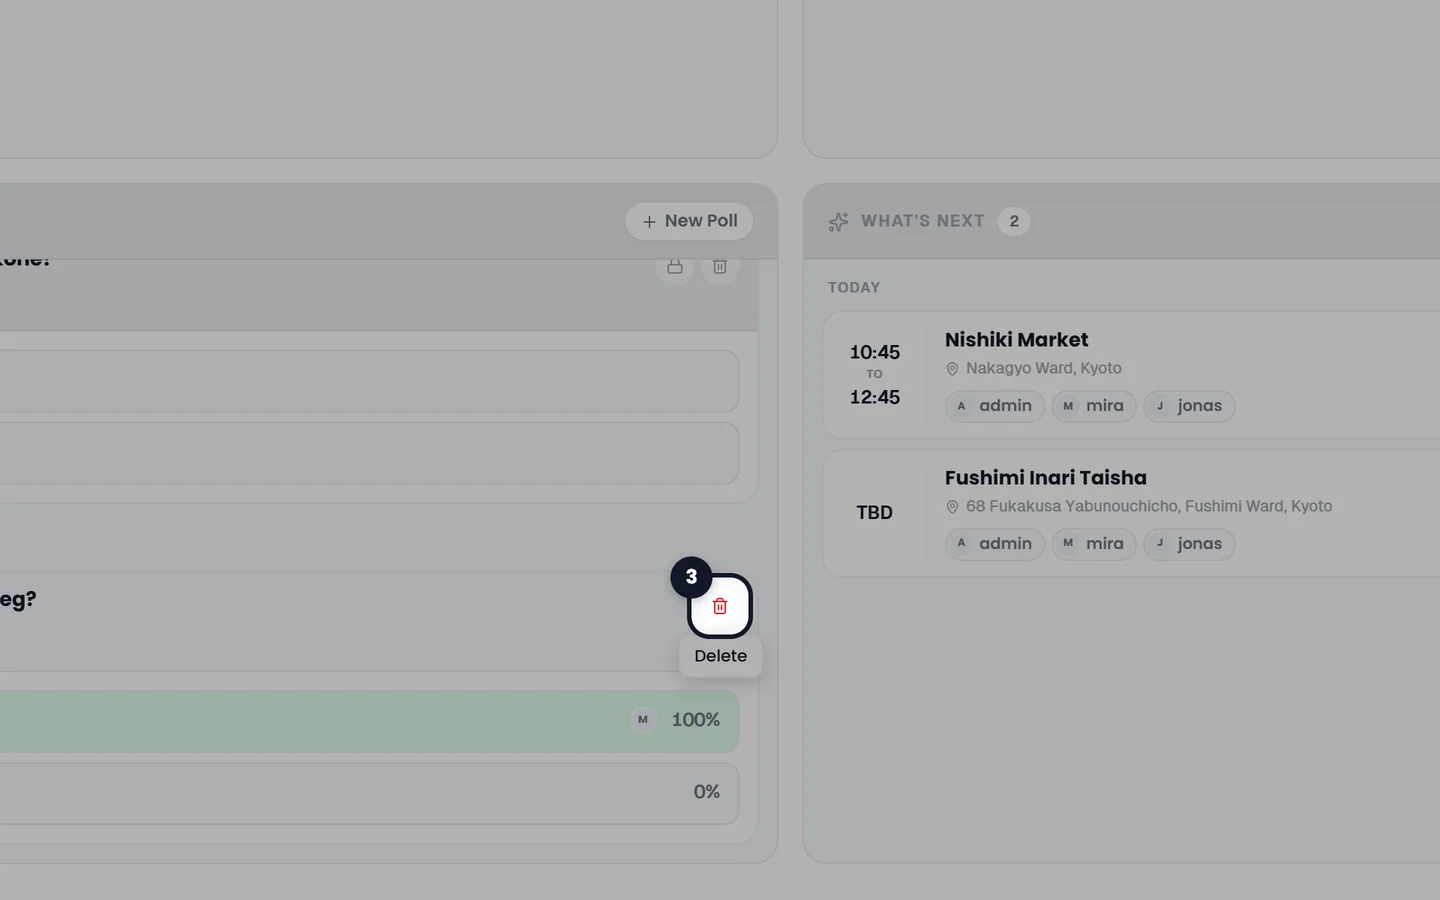 New Poll
eg?
3
Delete
M 100%
0%
WHAT'S NEXT 2
TODAY
10:45
TO
12:45
Nishiki Market
Nakagyo Ward, Kyoto
A admin M mira J jonas
TBD
Fushimi Inari Taisha
68 Fukakusa Yabunouchicho, Fushimi Ward, Kyoto
A admin M mira J jonas